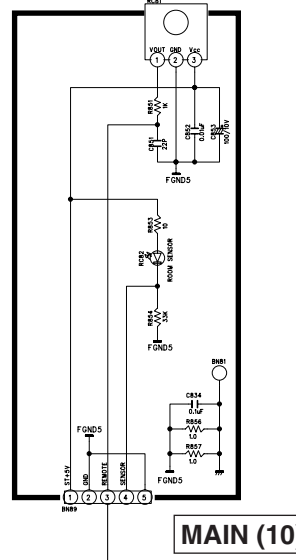 RC81
VOUT GND Vcc
1 2 3
R851
1K
C851
22P
C852
0.01uF
C853
100/10V
FGND5
R853
10
RC82
ROOM SENSOR
R854
33K
FGND5
BN81
C834
0.1uF
R856
1.0
R857
1.0
FGND5
FGND5
ST+5V
GND
REMOTE
SENSOR
1 2 3 4 5
BN89
MAIN (10)